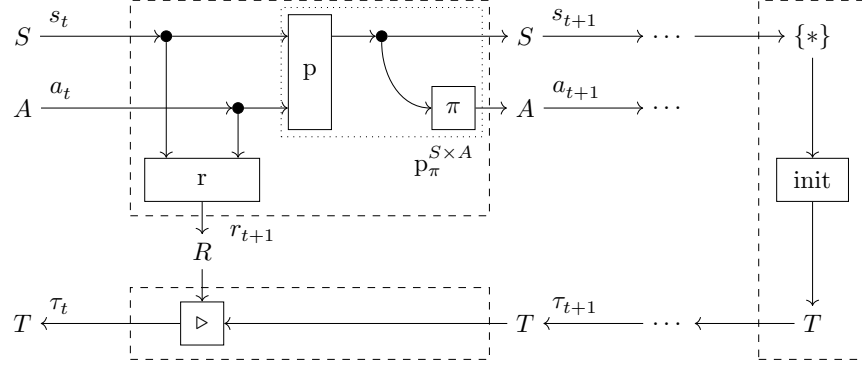 S s_t p S s_{t+1} ⋯ {*}
A a_t π A a_{t+1} ⋯
p_π^{S×A}
r init
r_{t+1}
R
T τ_t ▷ T τ_{t+1} ⋯ T